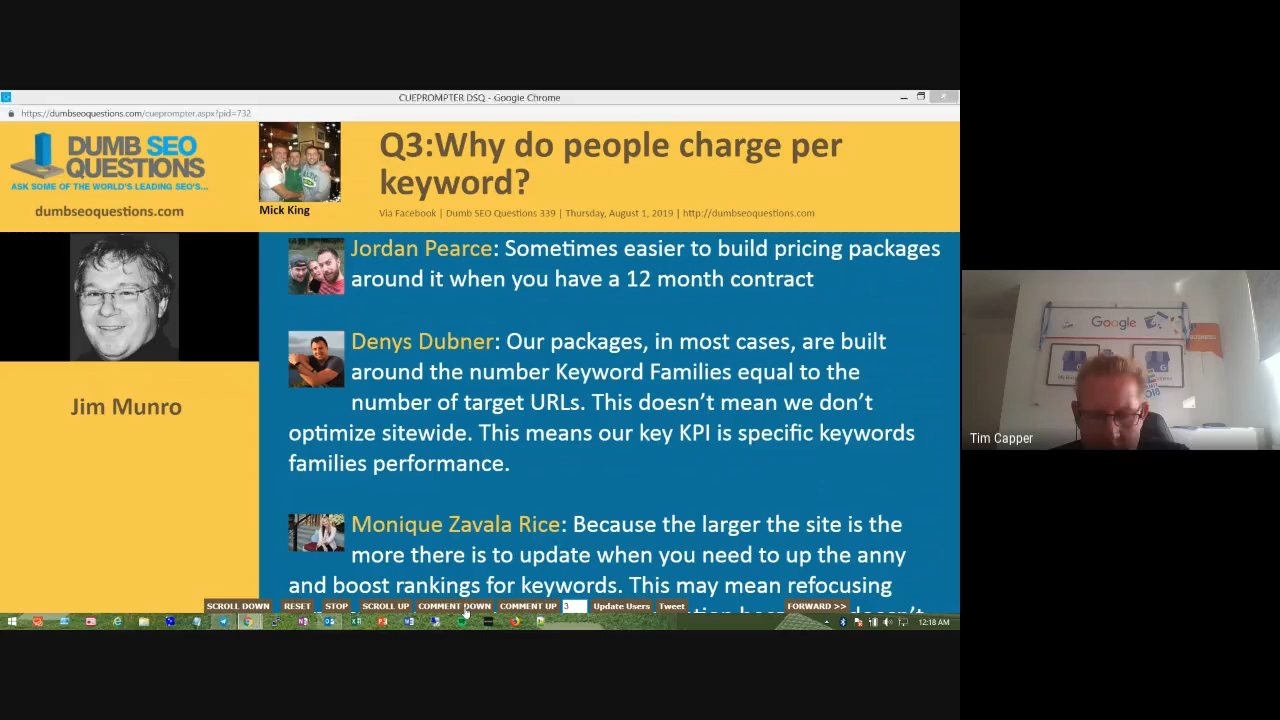 CUEPROMPTER DSQ - Google Chrome
https://dumbseoquestions.com/cueprompter.aspx?pid=732
DUMB SEO
QUESTIONS
ASK SOME OF THE WORLD'S LEADING SEO'S...
dumbseoquestions.com
Mick King
Q3:Why do people charge per
keyword?
Via Facebook | Dumb SEO Questions 339 | Thursday, August 1, 2019 | http://dumbseoquestions.com
Jim Munro
Jordan Pearce: Sometimes easier to build pricing packages
around it when you have a 12 month contract
Denys Dubner: Our packages, in most cases, are built
around the number Keyword Families equal to the
number of target URLs. This doesn't mean we don't
optimize sitewide. This means our key KPI is specific keywords
families performance.
Monique Zavala Rice: Because the larger the site is the
more there is to update when you need to up the anny
and boost rankings for keywords. This may mean refocusing
SCROLL DOWN RESET STOP SCROLL UP COMMENT DOWN COMMENT UP 3 Update Users Tweet FORWARD >>
12:18 AM
Google
Tim Capper